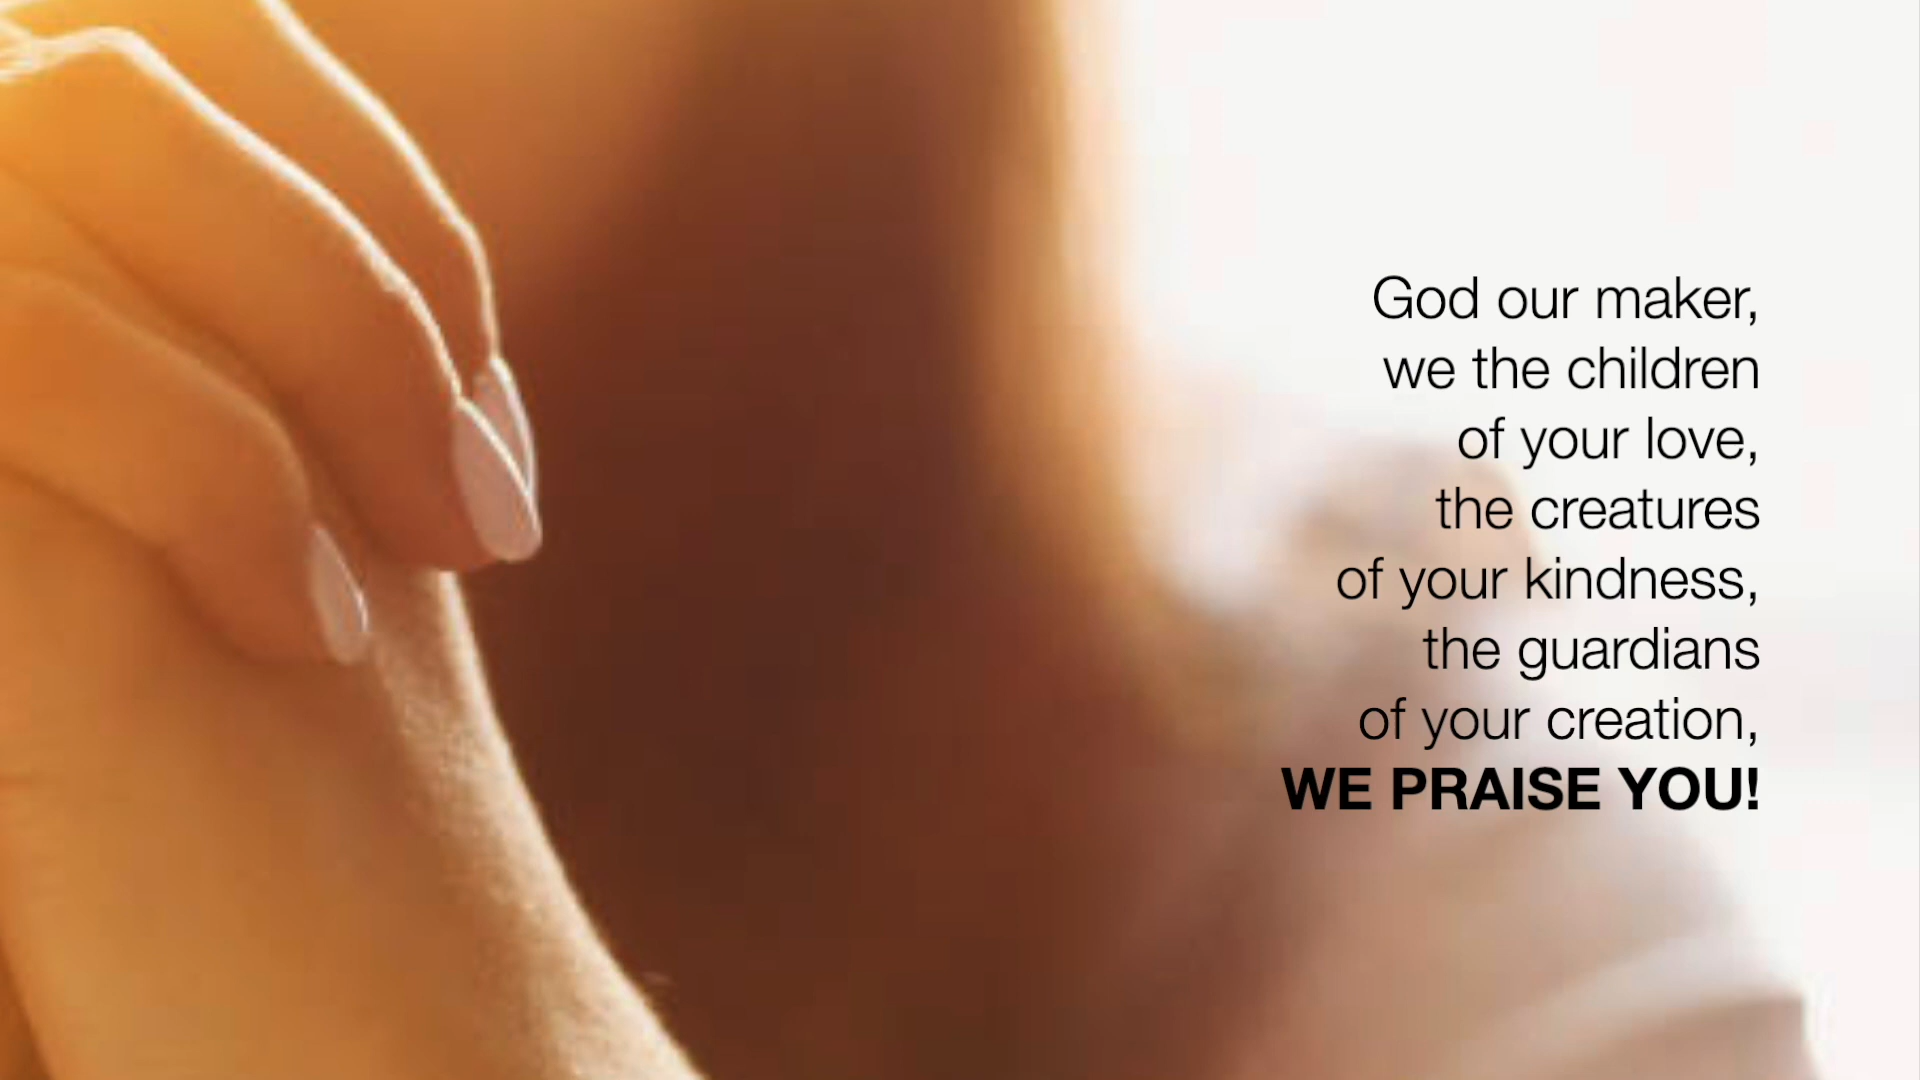 God our maker,
we the children
of your love,
the creatures
of your kindness,
the guardians
of your creation,
WE PRAISE YOU!